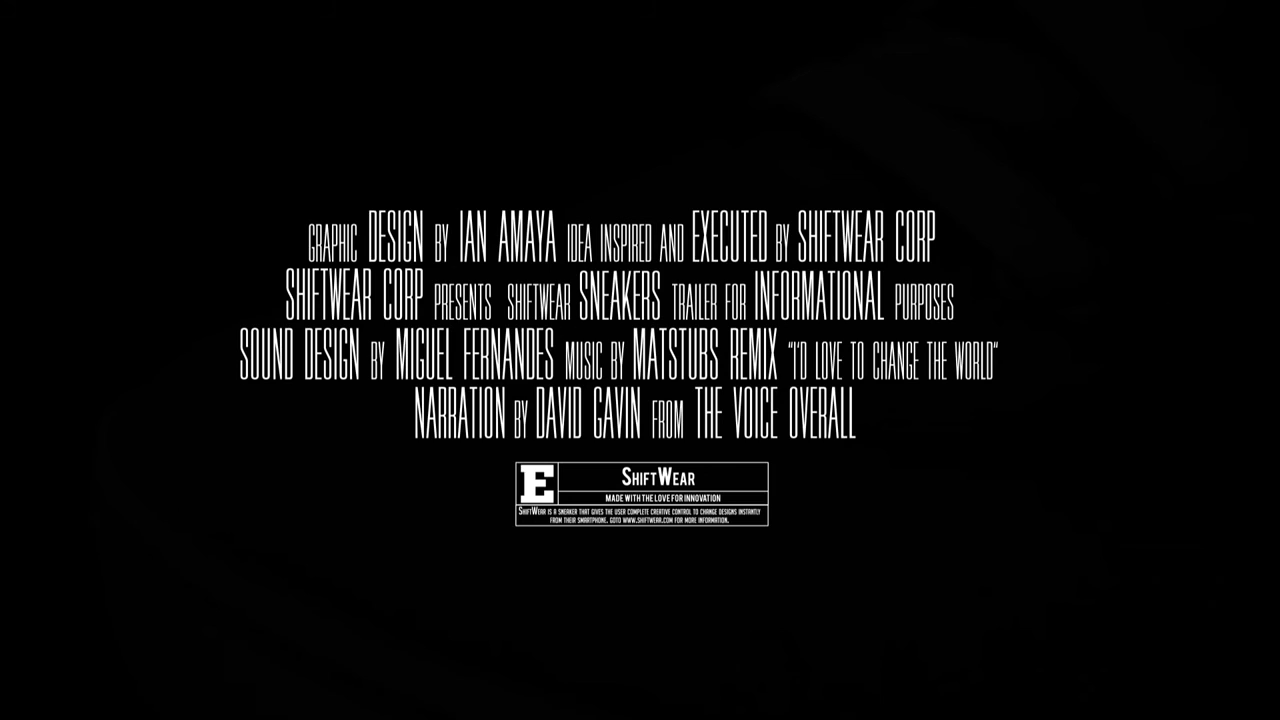 GRAPHIC DESIGN BY IAN AMAYA IDEA INSPIRED AND EXECUTED BY SHIFTWEAR CORP
SHIFTWEAR CORP PRESENTS SHIFTWEAR SNEAKERS TRAILER FOR INFORMATIONAL PURPOSES
SOUND DESIGN BY MIGUEL FERNANDES MUSIC BY MATSTUBS REMIX "I'D LOVE TO CHANGE THE WORLD"
NARRATION BY DAVID GAVIN FROM THE VOICE OVERALL
E
SHIFTWEAR
MADE WITH THE LOVE FOR INNOVATION
SHIFTWEAR IS A SNEAKER THAT GIVES THE USER COMPLETE CREATIVE CONTROL TO CHANGE DESIGNS INSTANTLY
FROM THEIR SMARTPHONE. GOTO WWW.SHIFTWEAR.COM FOR MORE INFORMATION.